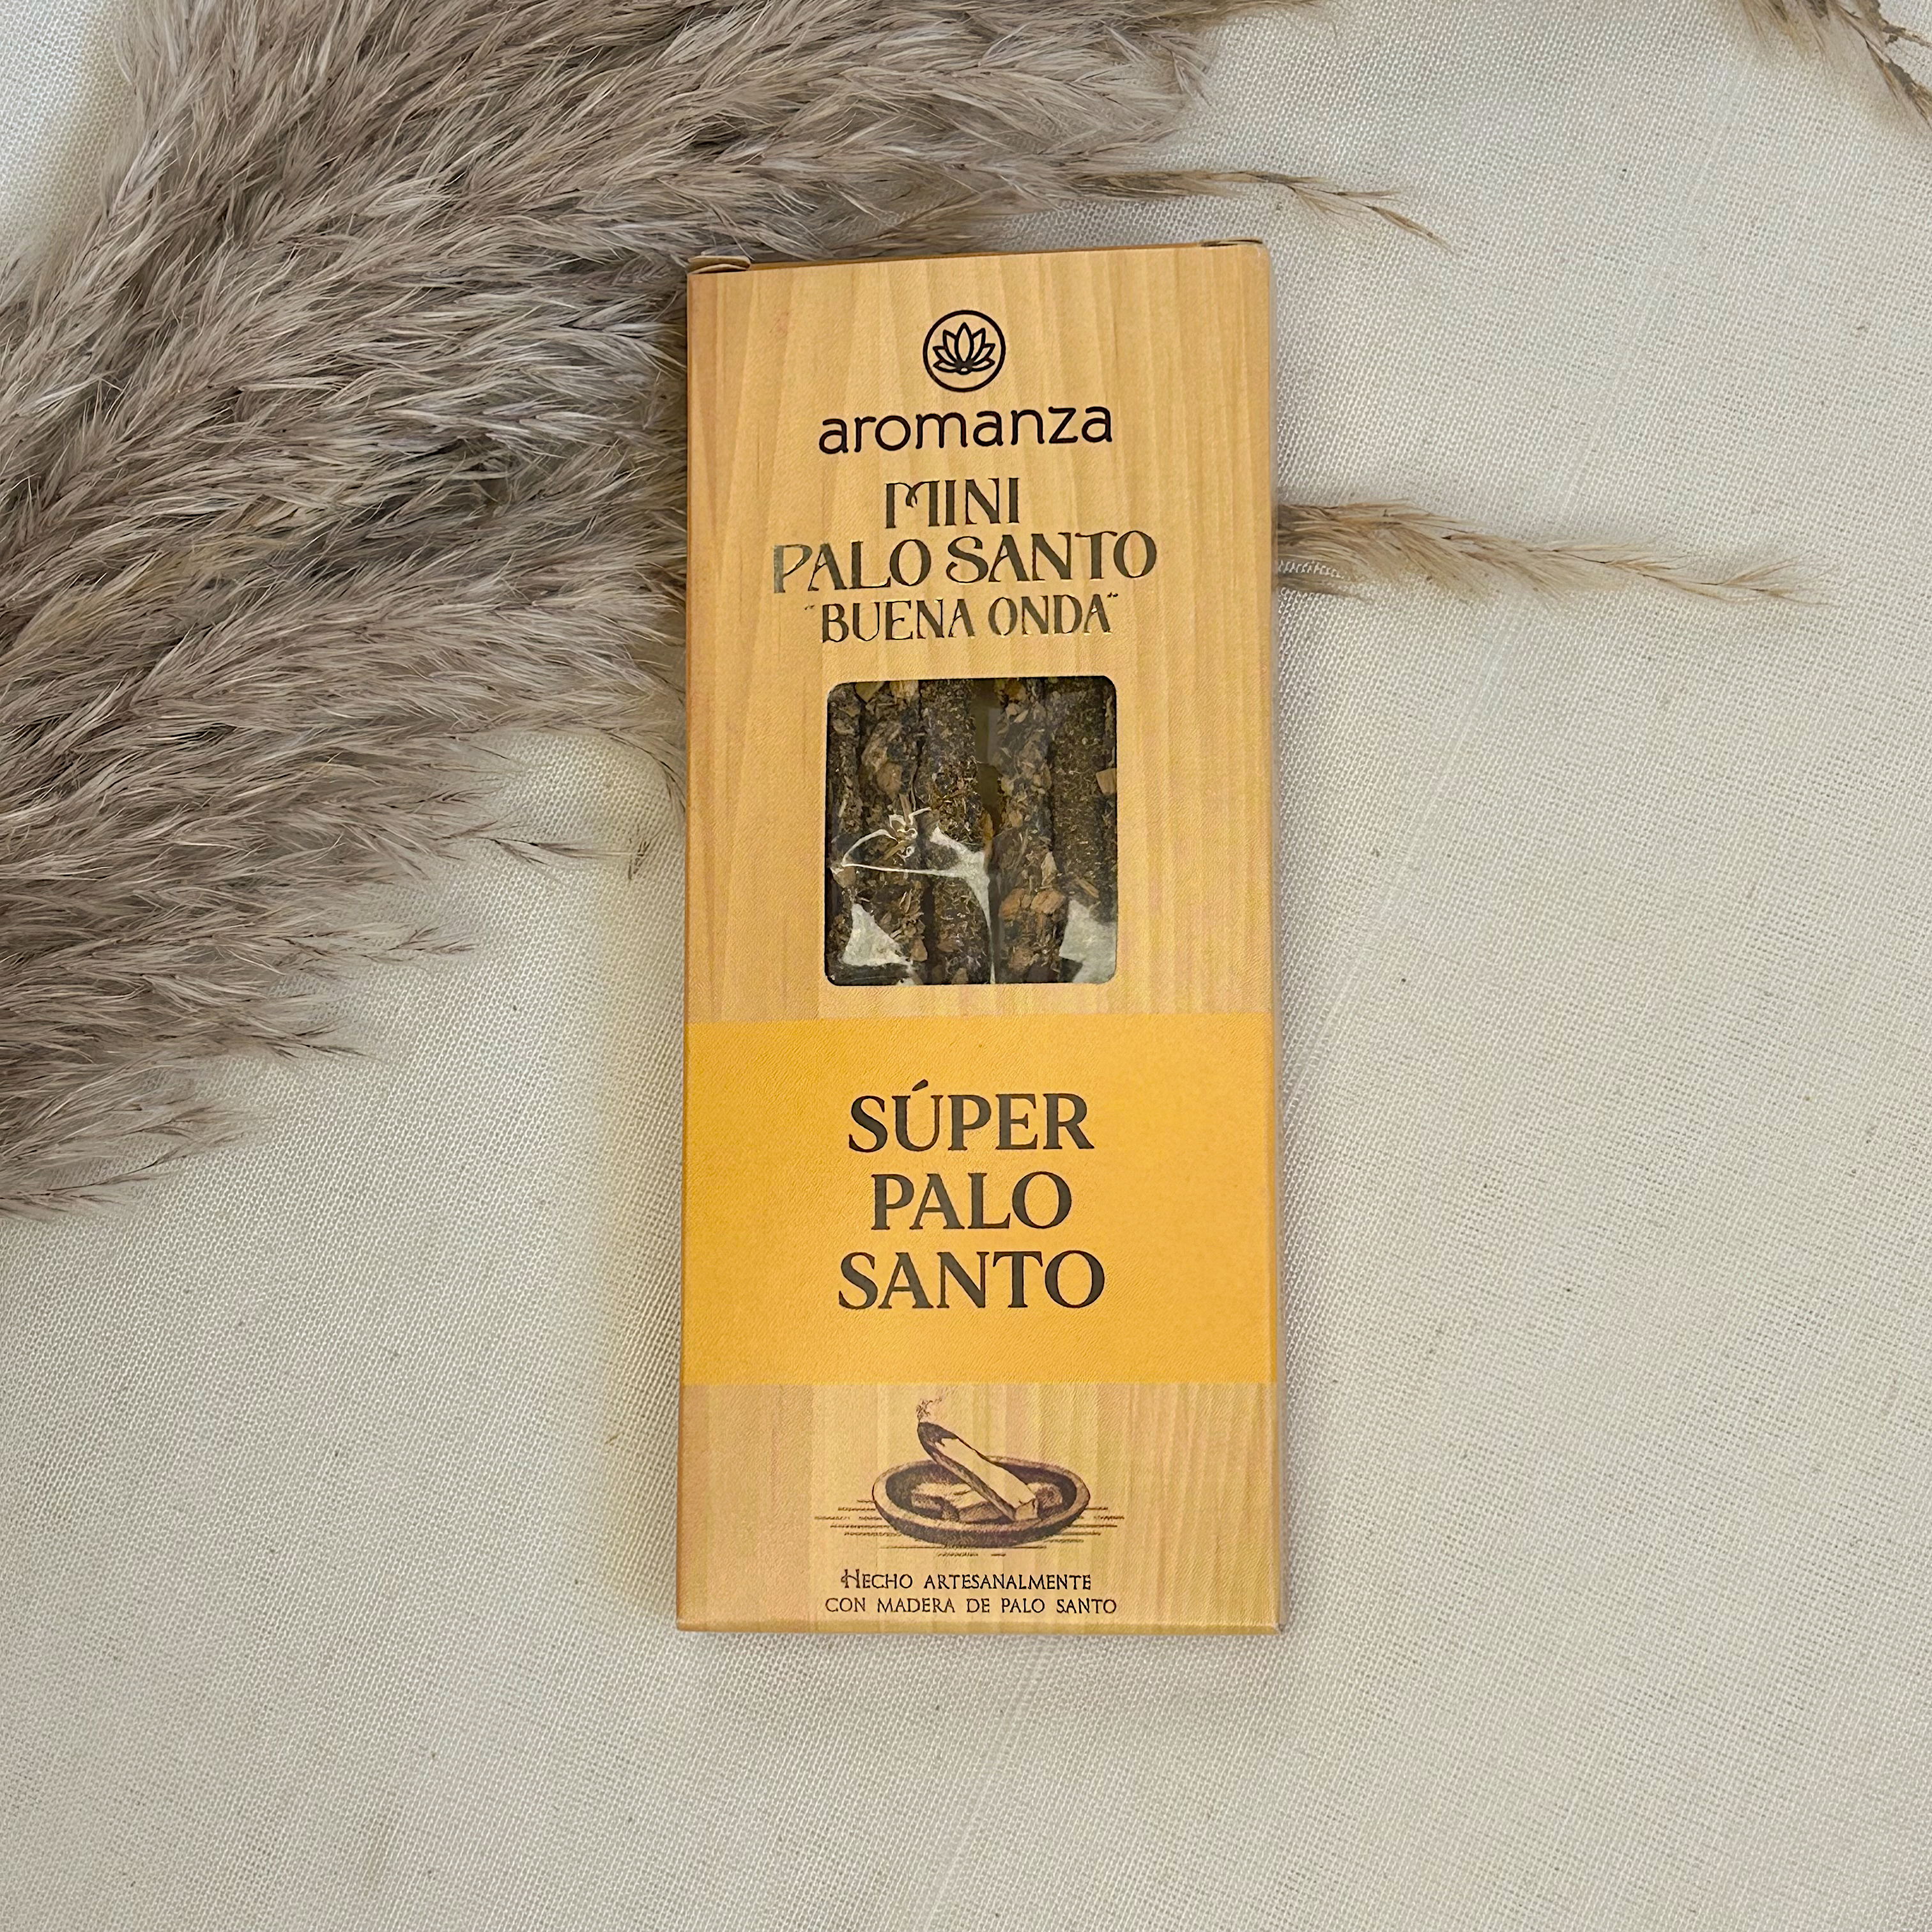 aromanza
MINI
PALO SANTO
"BUENA ONDA"
SÚPER
PALO
SANTO
HECHO ARTESANALMENTE
CON MADERA DE PALO SANTO